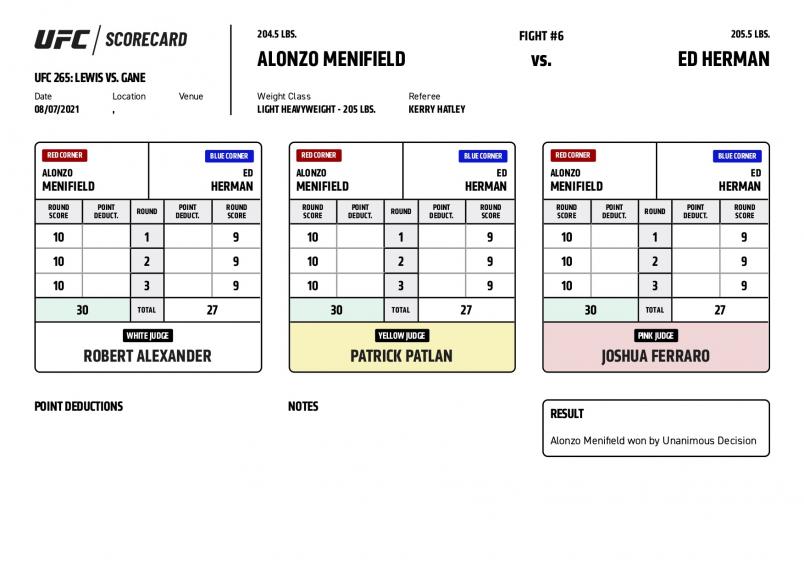 UFC / SCORECARD
UFC 265: LEWIS VS. GANE
Date Location Venue
08/07/2021 ,
204.5 LBS. FIGHT #6 205.5 LBS.
ALONZO MENIFIELD VS. ED HERMAN
Weight Class Referee
LIGHT HEAVYWEIGHT - 205 LBS. KERRY HATLEY
RED CORNER BLUE CORNER
ALONZO ED
MENIFIELD HERMAN
ROUND SCORE POINT DEDUCT. ROUND POINT DEDUCT. ROUND SCORE
10 1 9
10 2 9
10 3 9
30 TOTAL 27
WHITE JUDGE
ROBERT ALEXANDER
RED CORNER BLUE CORNER
ALONZO ED
MENIFIELD HERMAN
ROUND SCORE POINT DEDUCT. ROUND POINT DEDUCT. ROUND SCORE
10 1 9
10 2 9
10 3 9
30 TOTAL 27
YELLOW JUDGE
PATRICK PATLAN
RED CORNER BLUE CORNER
ALONZO ED
MENIFIELD HERMAN
ROUND SCORE POINT DEDUCT. ROUND POINT DEDUCT. ROUND SCORE
10 1 9
10 2 9
10 3 9
30 TOTAL 27
PINK JUDGE
JOSHUA FERRARO
POINT DEDUCTIONS
NOTES
RESULT
Alonzo Menifield won by Unanimous Decision